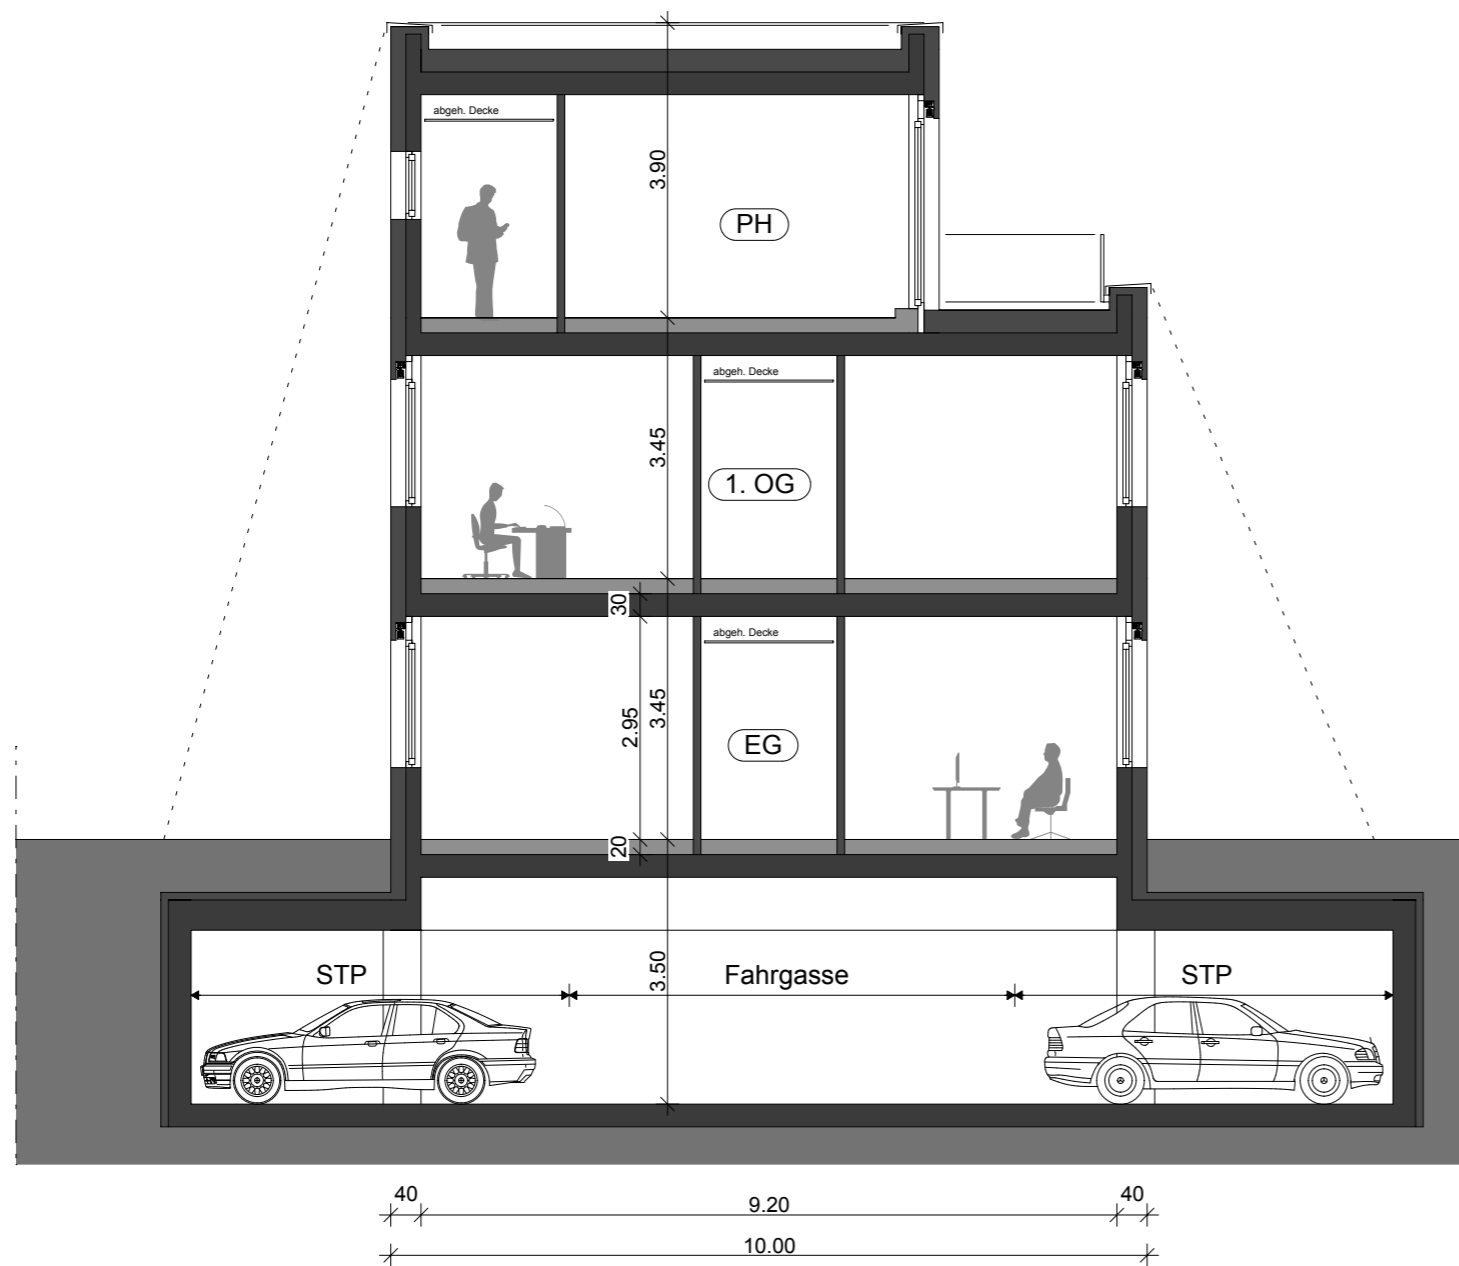 abgeh. Decke
3.90
PH
abgeh. Decke
3.45
1. OG
30
abgeh. Decke
2.95
3.45
EG
20
STP
3.50
Fahrgasse
STP
40
9.20
40
10.00